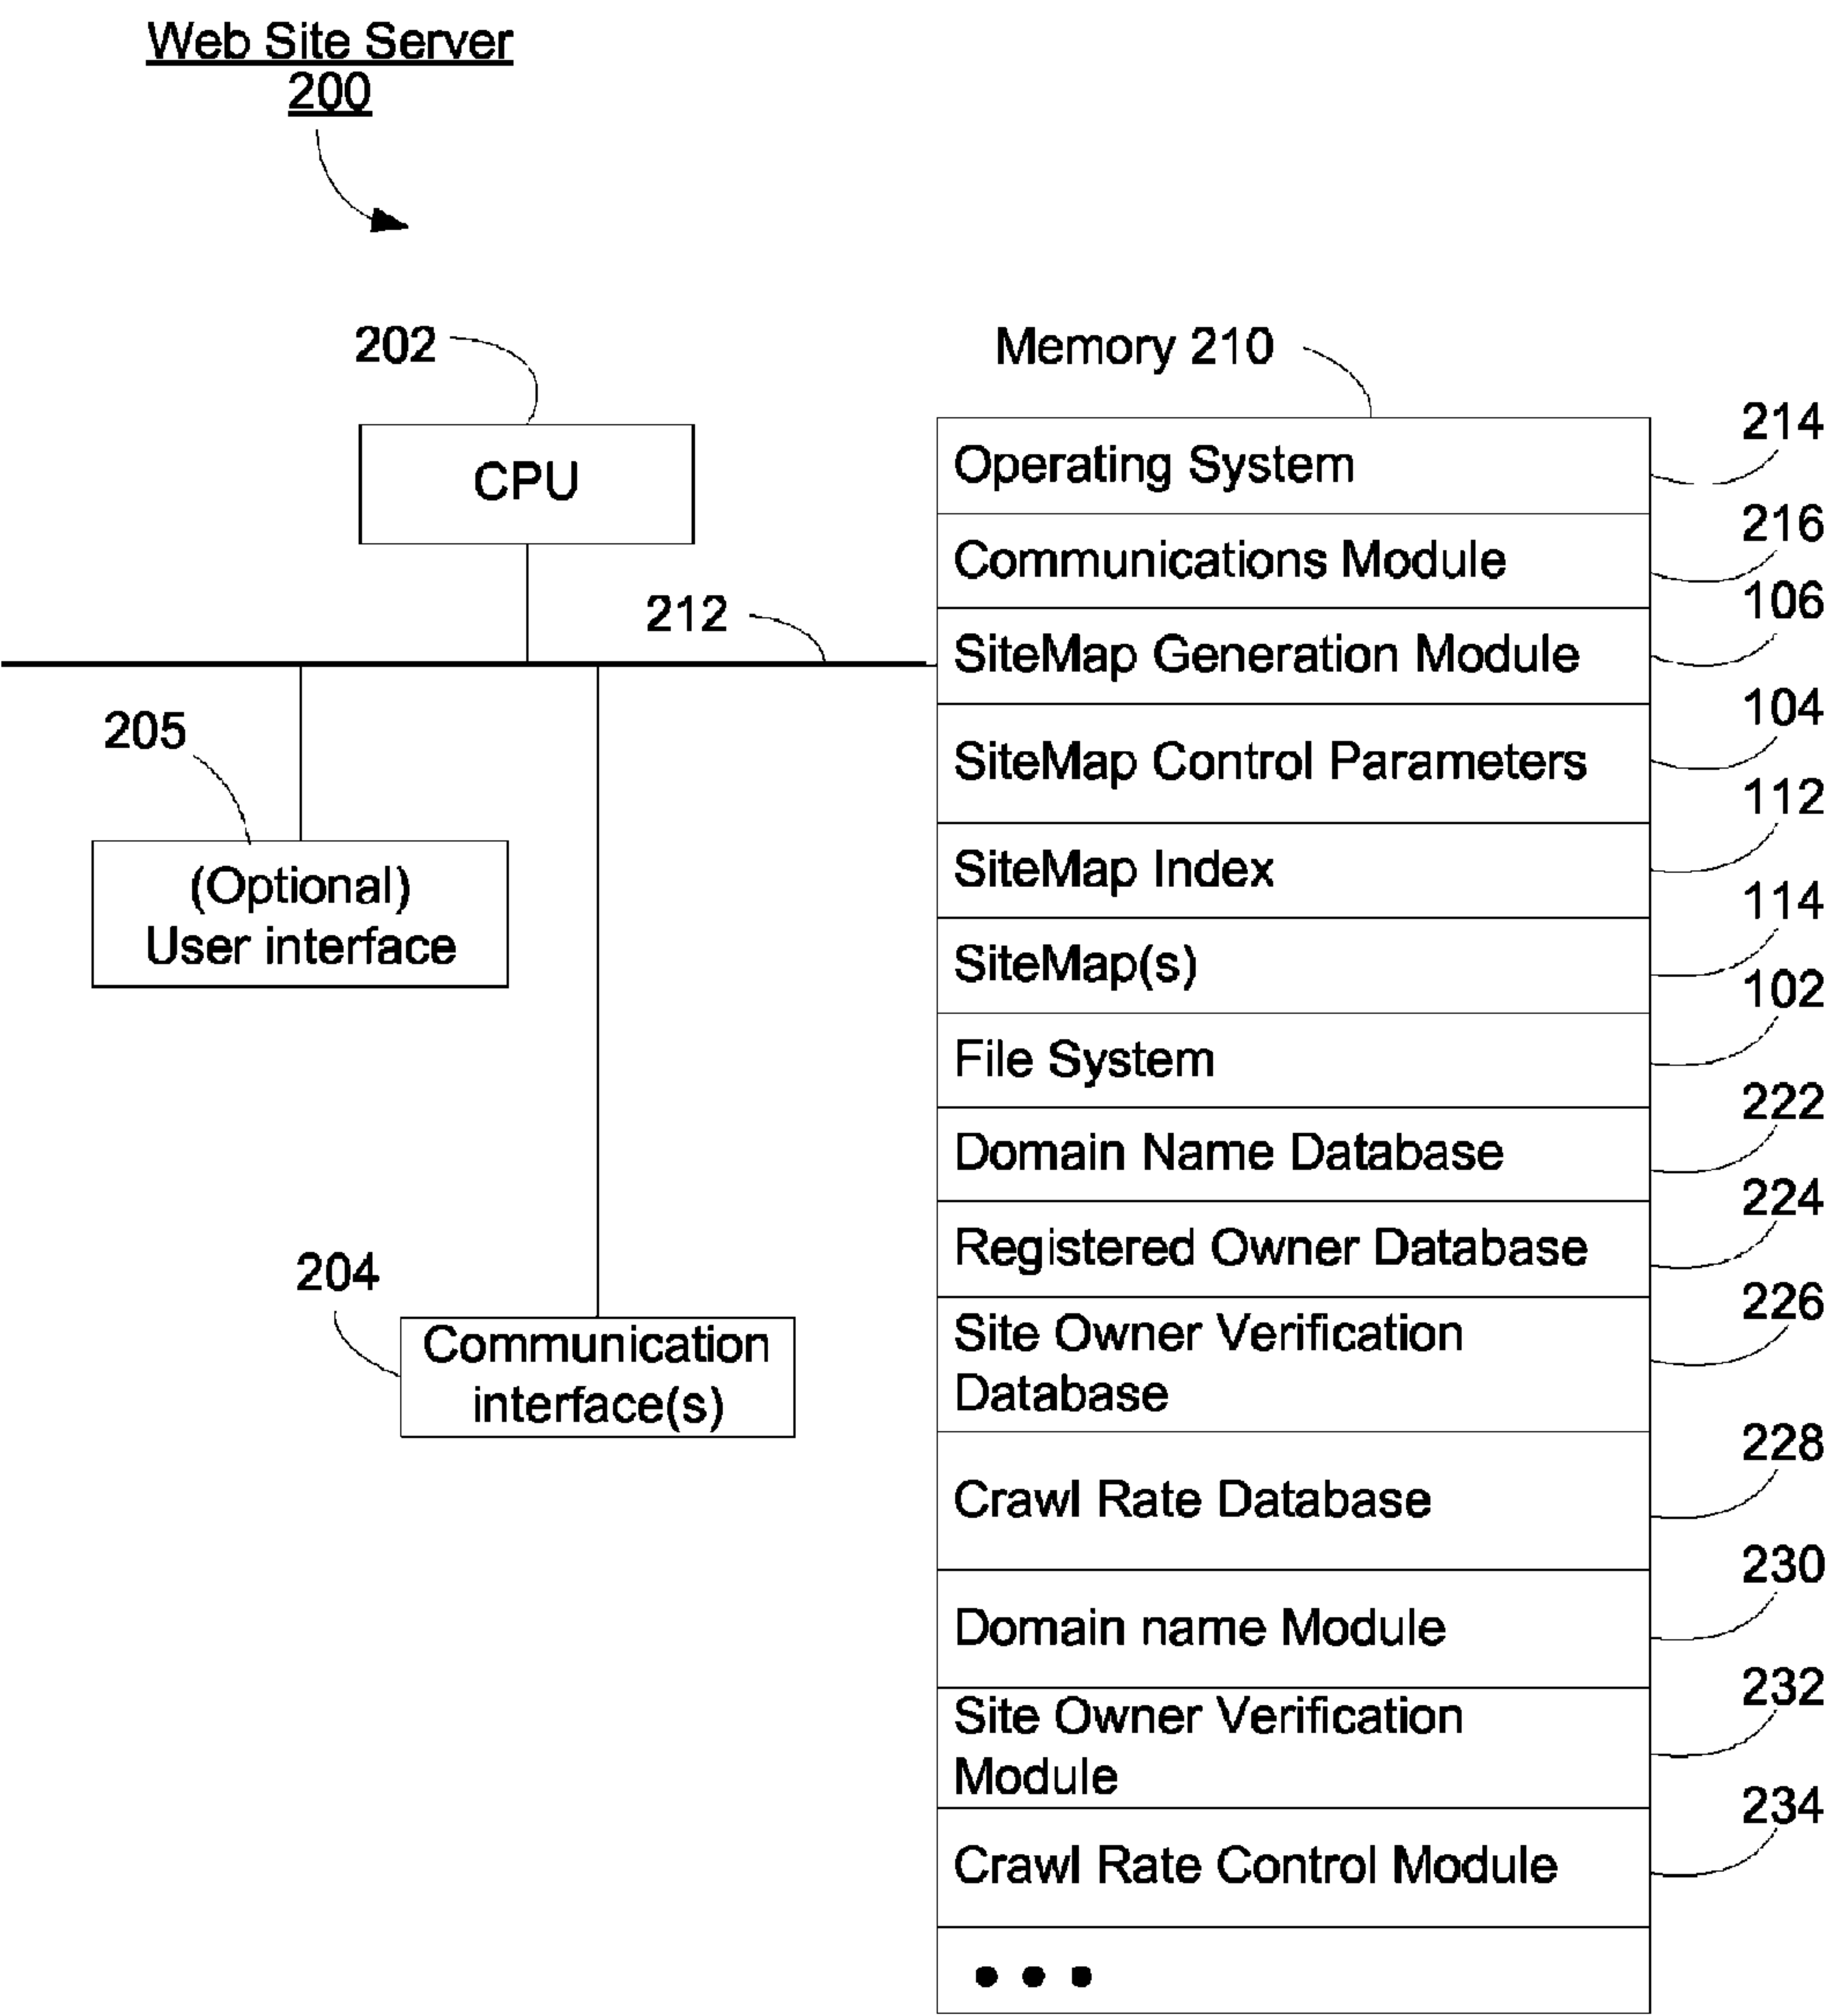 Web Site Server
200
202
CPU
212
205
(Optional)
User interface
204
Communication
interface(s)
Memory 210
Operating System
214
Communications Module
216
SiteMap Generation Module
106
SiteMap Control Parameters
104
SiteMap Index
112
SiteMap(s)
114
File System
102
Domain Name Database
222
Registered Owner Database
224
Site Owner Verification
Database
226
Crawl Rate Database
228
Domain name Module
230
Site Owner Verification
Module
232
Crawl Rate Control Module
234
• • •